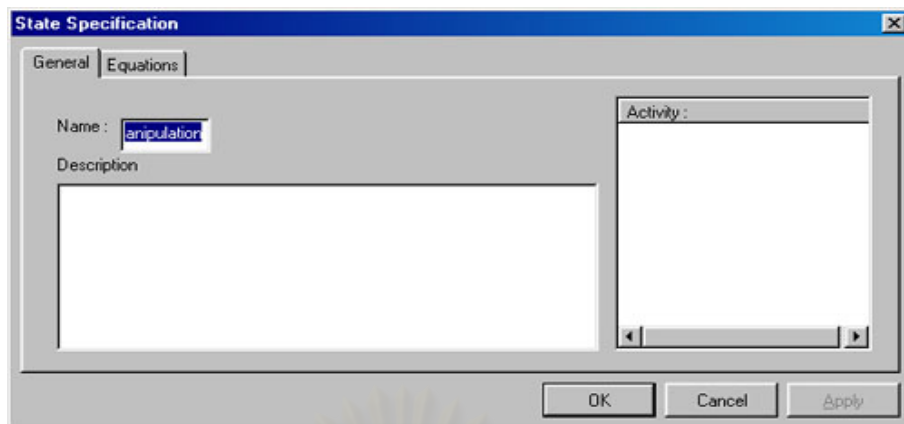 State Specification
General Equations
Name : anipulation
Activity :
Description
OK Cancel Apply